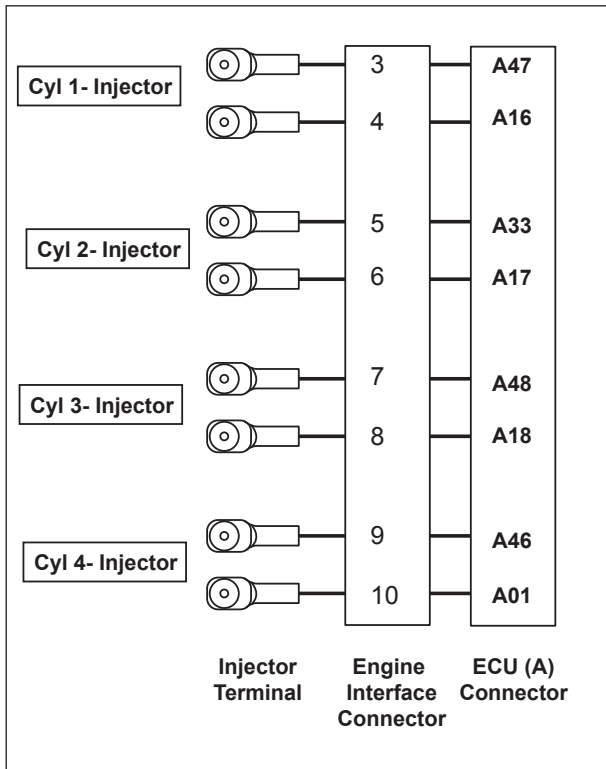 3 A47
Cyl 1- Injector
4 A16
5 A33
Cyl 2- Injector
6 A17
7 A48
Cyl 3- Injector
8 A18
9 A46
Cyl 4- Injector
10 A01
Injector
Terminal
Engine
Interface
Connector
ECU (A)
Connector